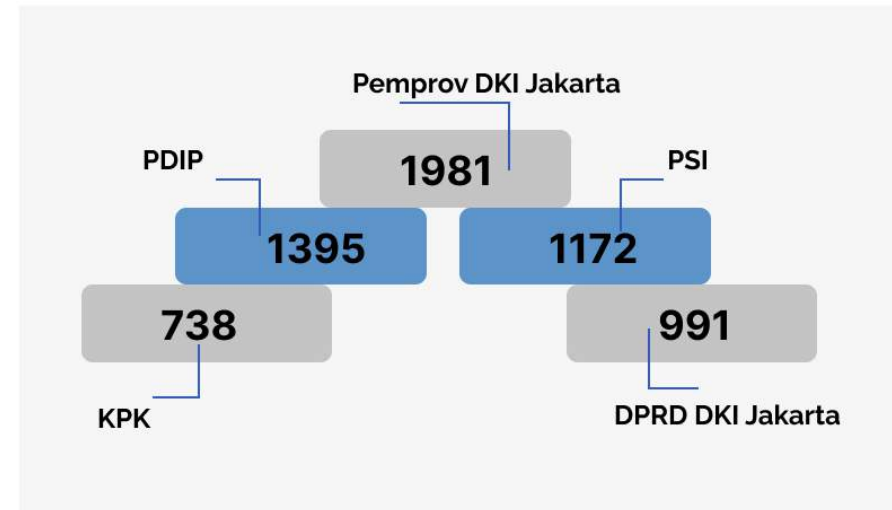 Pemprov DKI Jakarta
1981
PDIP
1395
PSI
1172
738
KPK
991
DPRD DKI Jakarta